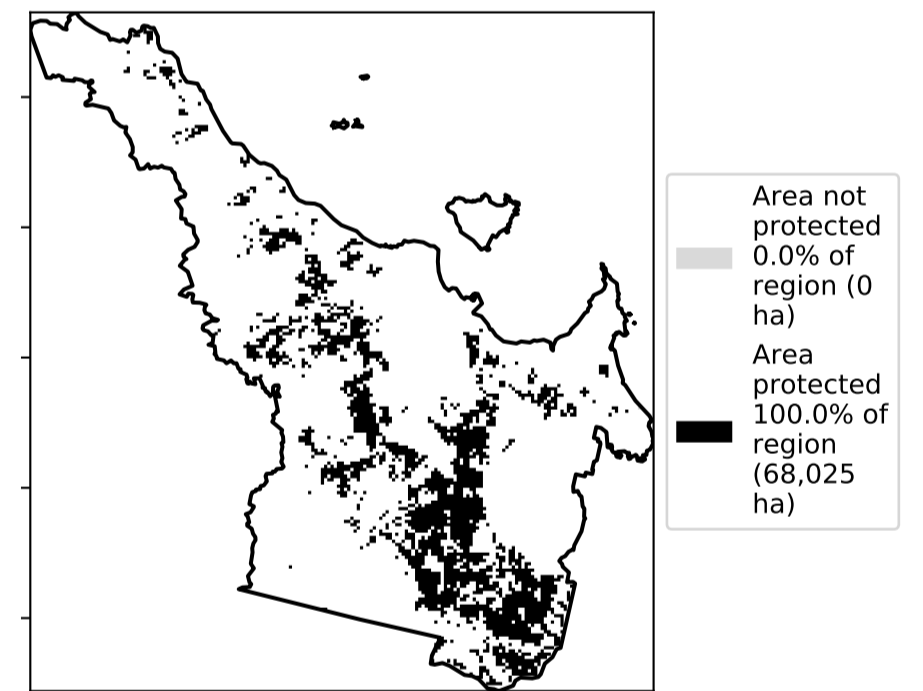 Area not
protected
0.0% of
region (0
ha)
Area
protected
100.0% of
region
(68,025
ha)